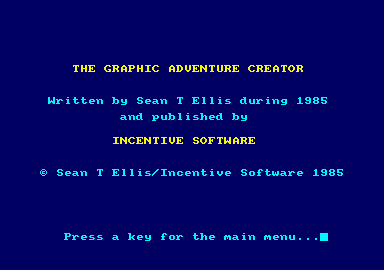 THE GRAPHIC ADVENTURE CREATOR
Written by Sean T Ellis during 1985
and published by
INCENTIVE SOFTWARE
© Sean T Ellis/Incentive Software 1985
Press a key for the main menu...